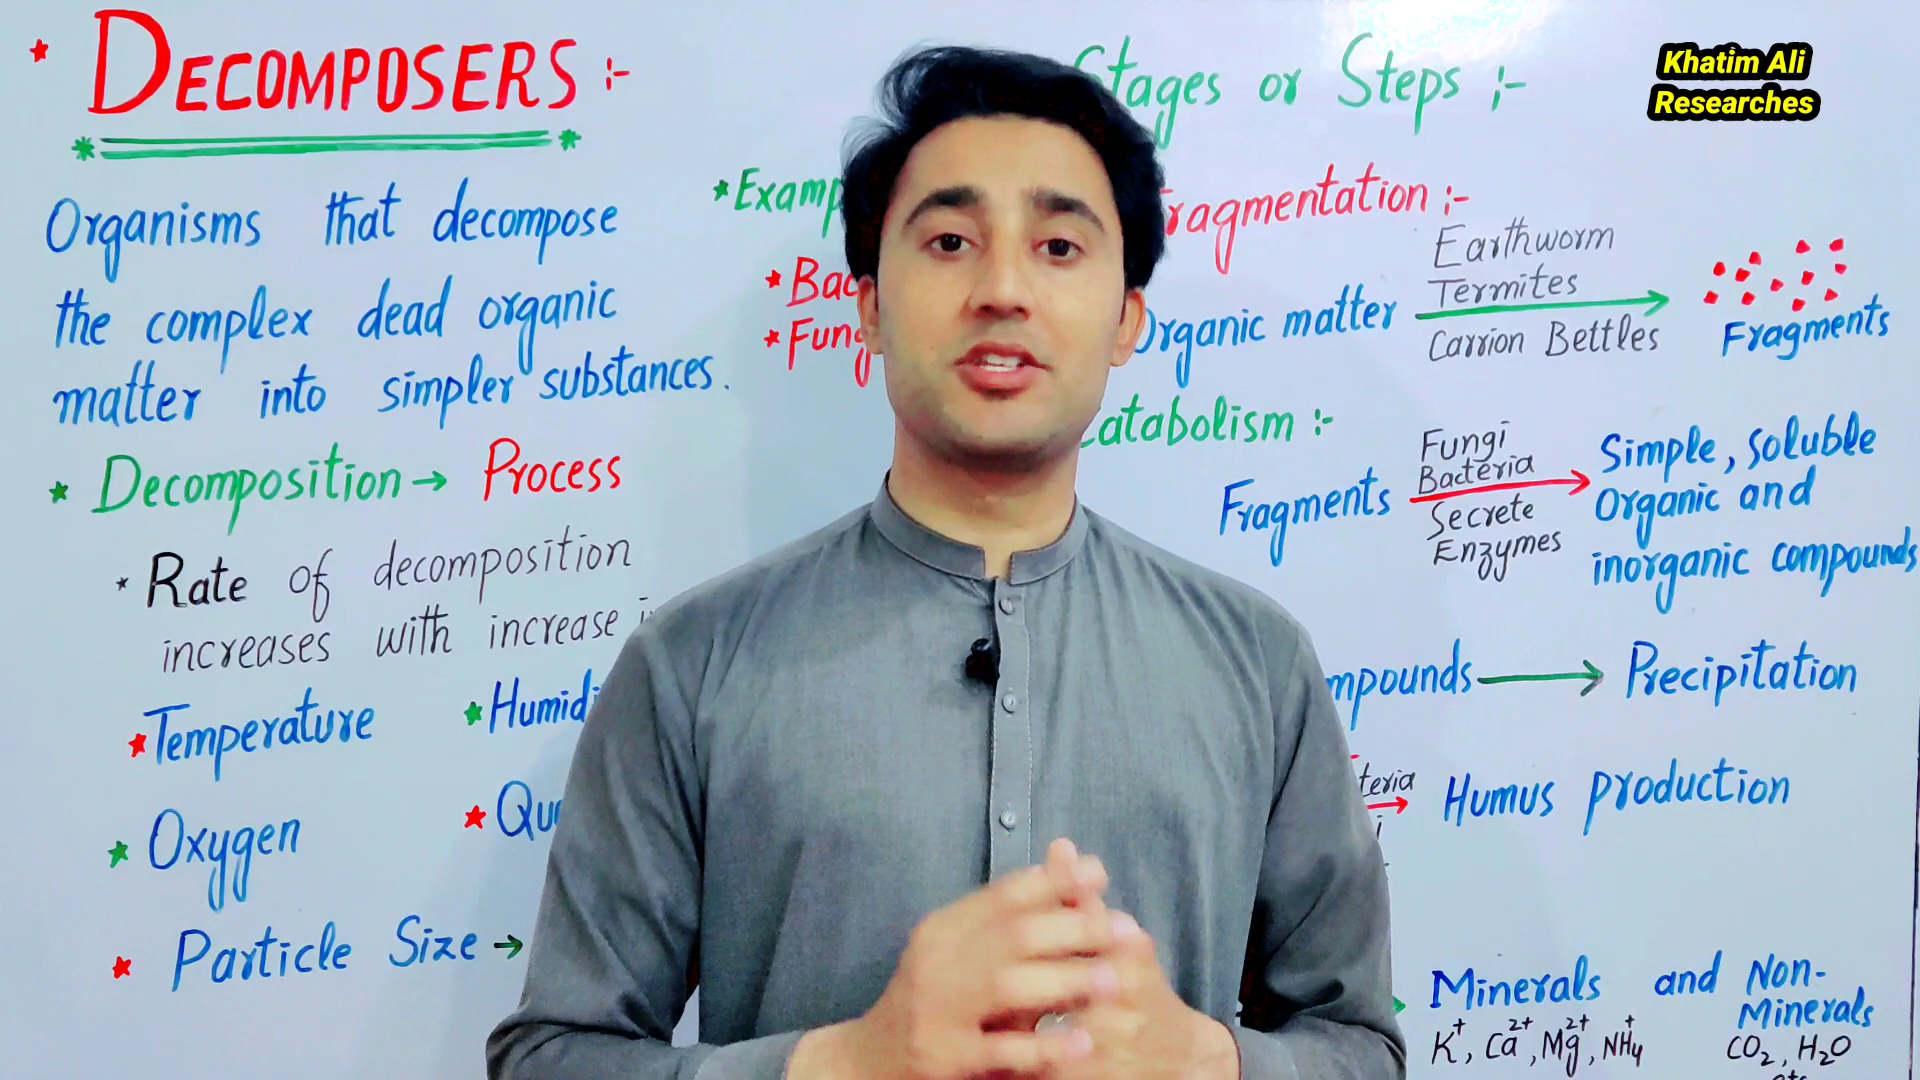 * DECOMPOSERS :-
Organisms that decompose
the complex dead organic
matter into simpler substances.
* Decomposition → Process
* Rate of decomposition
increases with increase
* Temperature
* Oxygen
* Particle Size →
Stages or Steps :-
Organic matter
Earthworm
Termites
Carrion Bettles
Fragments
Fragments
Fungi
Bacteria
Secrete
Enzymes
Simple, Soluble
Organic and
inorganic compounds
→ Precipitation
Humus production
Minerals and Non-
Minerals
K⁺, Ca²⁺, Mg²⁺, NH₄⁺
CO₂, H₂O
Khatim Ali
Researches